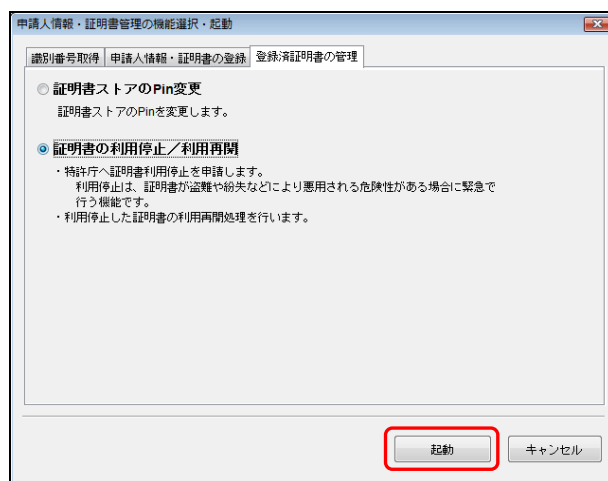 申請人情報・証明書管理の機能選択・起動
識別番号取得 申請人情報・証明書の登録 登録済証明書の管理
証明書ストアのPin変更
証明書ストアのPinを変更します。
証明書の利用停止／利用再開
・特許庁へ証明書利用停止を申請します。
利用停止は、証明書が盗難や紛失などにより悪用される危険性がある場合に緊急で
行う機能です。
・利用停止した証明書の利用再開処理を行います。
起動 キャンセル